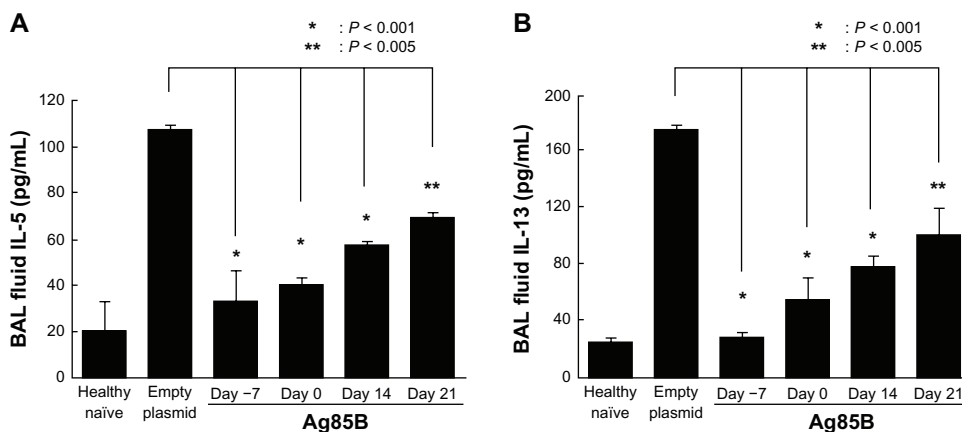 A
* : P < 0.001
** : P < 0.005
BAL fluid IL-5 (pg/mL)
120
100
80
60
40
20
0
*
*
*
**
Healthy naïve
Empty plasmid
Day −7
Day 0
Day 14
Day 21
Ag85B
B
* : P < 0.001
** : P < 0.005
BAL fluid IL-13 (pg/mL)
200
160
120
80
40
0
*
*
*
**
Healthy naïve
Empty plasmid
Day −7
Day 0
Day 14
Day 21
Ag85B